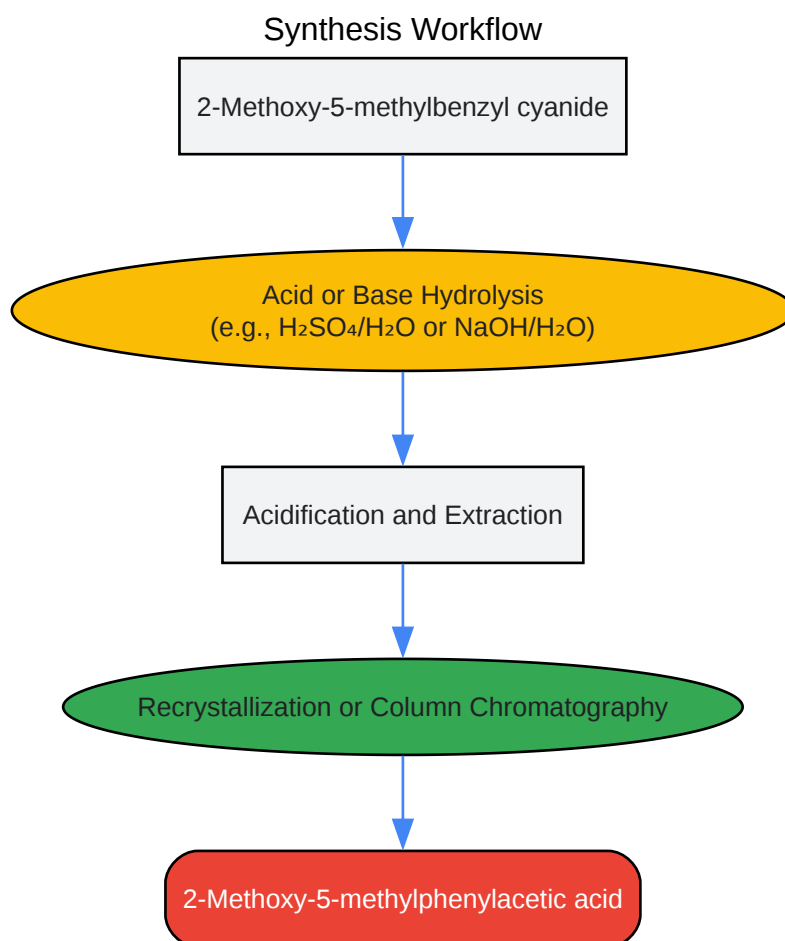 Synthesis Workflow
2-Methoxy-5-methylbenzyl cyanide
Acid or Base Hydrolysis
(e.g., H₂SO₄/H₂O or NaOH/H₂O)
Acidification and Extraction
Recrystallization or Column Chromatography
2-Methoxy-5-methylphenylacetic acid